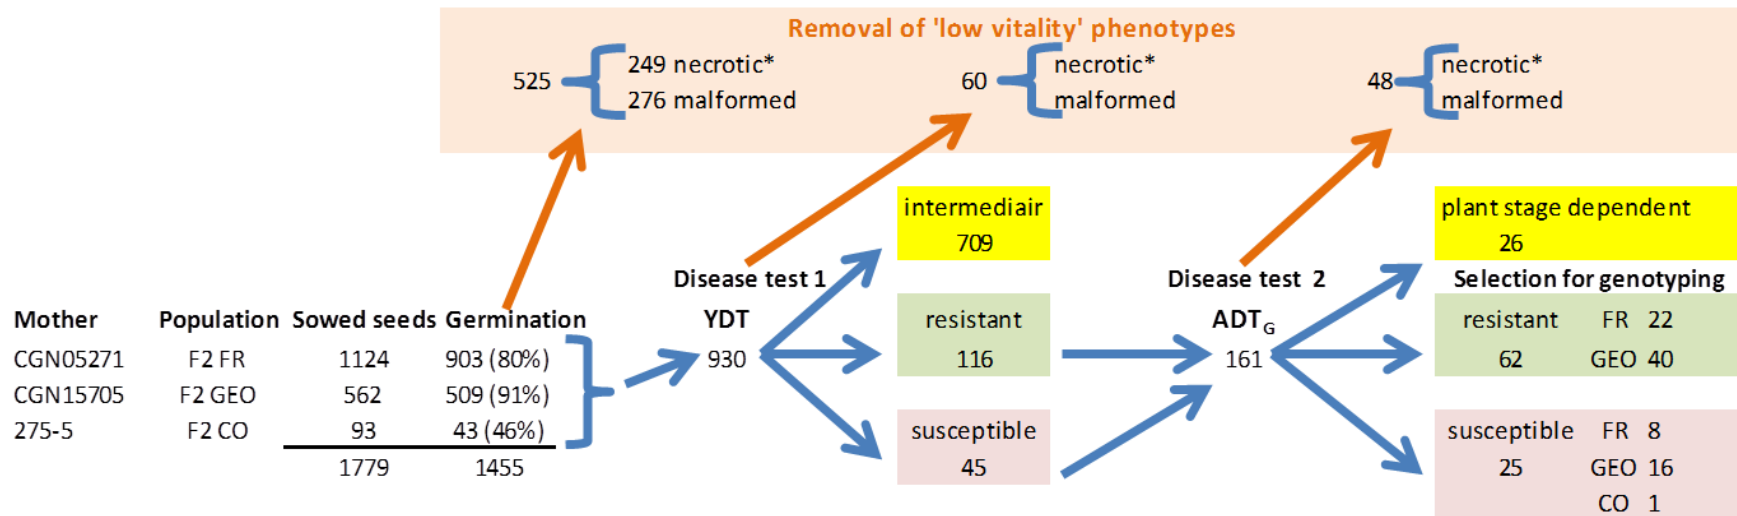 Removal of 'low vitality' phenotypes
525
249 necrotic*
276 malformed
60
necrotic*
malformed
48
necrotic*
malformed
intermediair
709
plant stage dependent
26
Disease test 1
YDT
930
Disease test 2
ADTG
161
Selection for genotyping
Mother Population Sowed seeds Germination
CGN05271 F2 FR 1124 903 (80%)
CGN15705 F2 GEO 562 509 (91%)
275-5 F2 CO 93 43 (46%)
1779 1455
resistant
116
susceptible
45
resistant FR 22
62 GEO 40
susceptible FR 8
25 GEO 16
CO 1